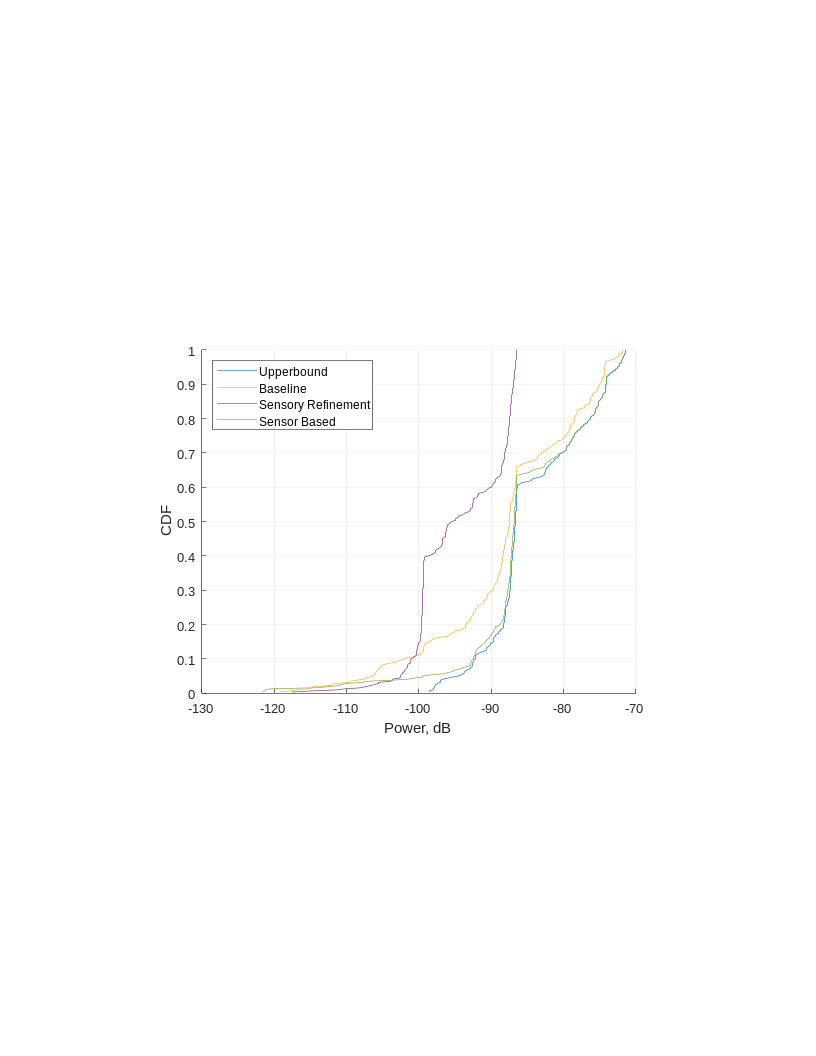 1
0.9
0.8
0.7
0.6
0.5
0.4
0.3
0.2
0.1
0
CDF
Upperbound
Baseline
Sensory Refinement
Sensor Based
-130 -120 -110 -100 -90 -80 -70
Power, dB